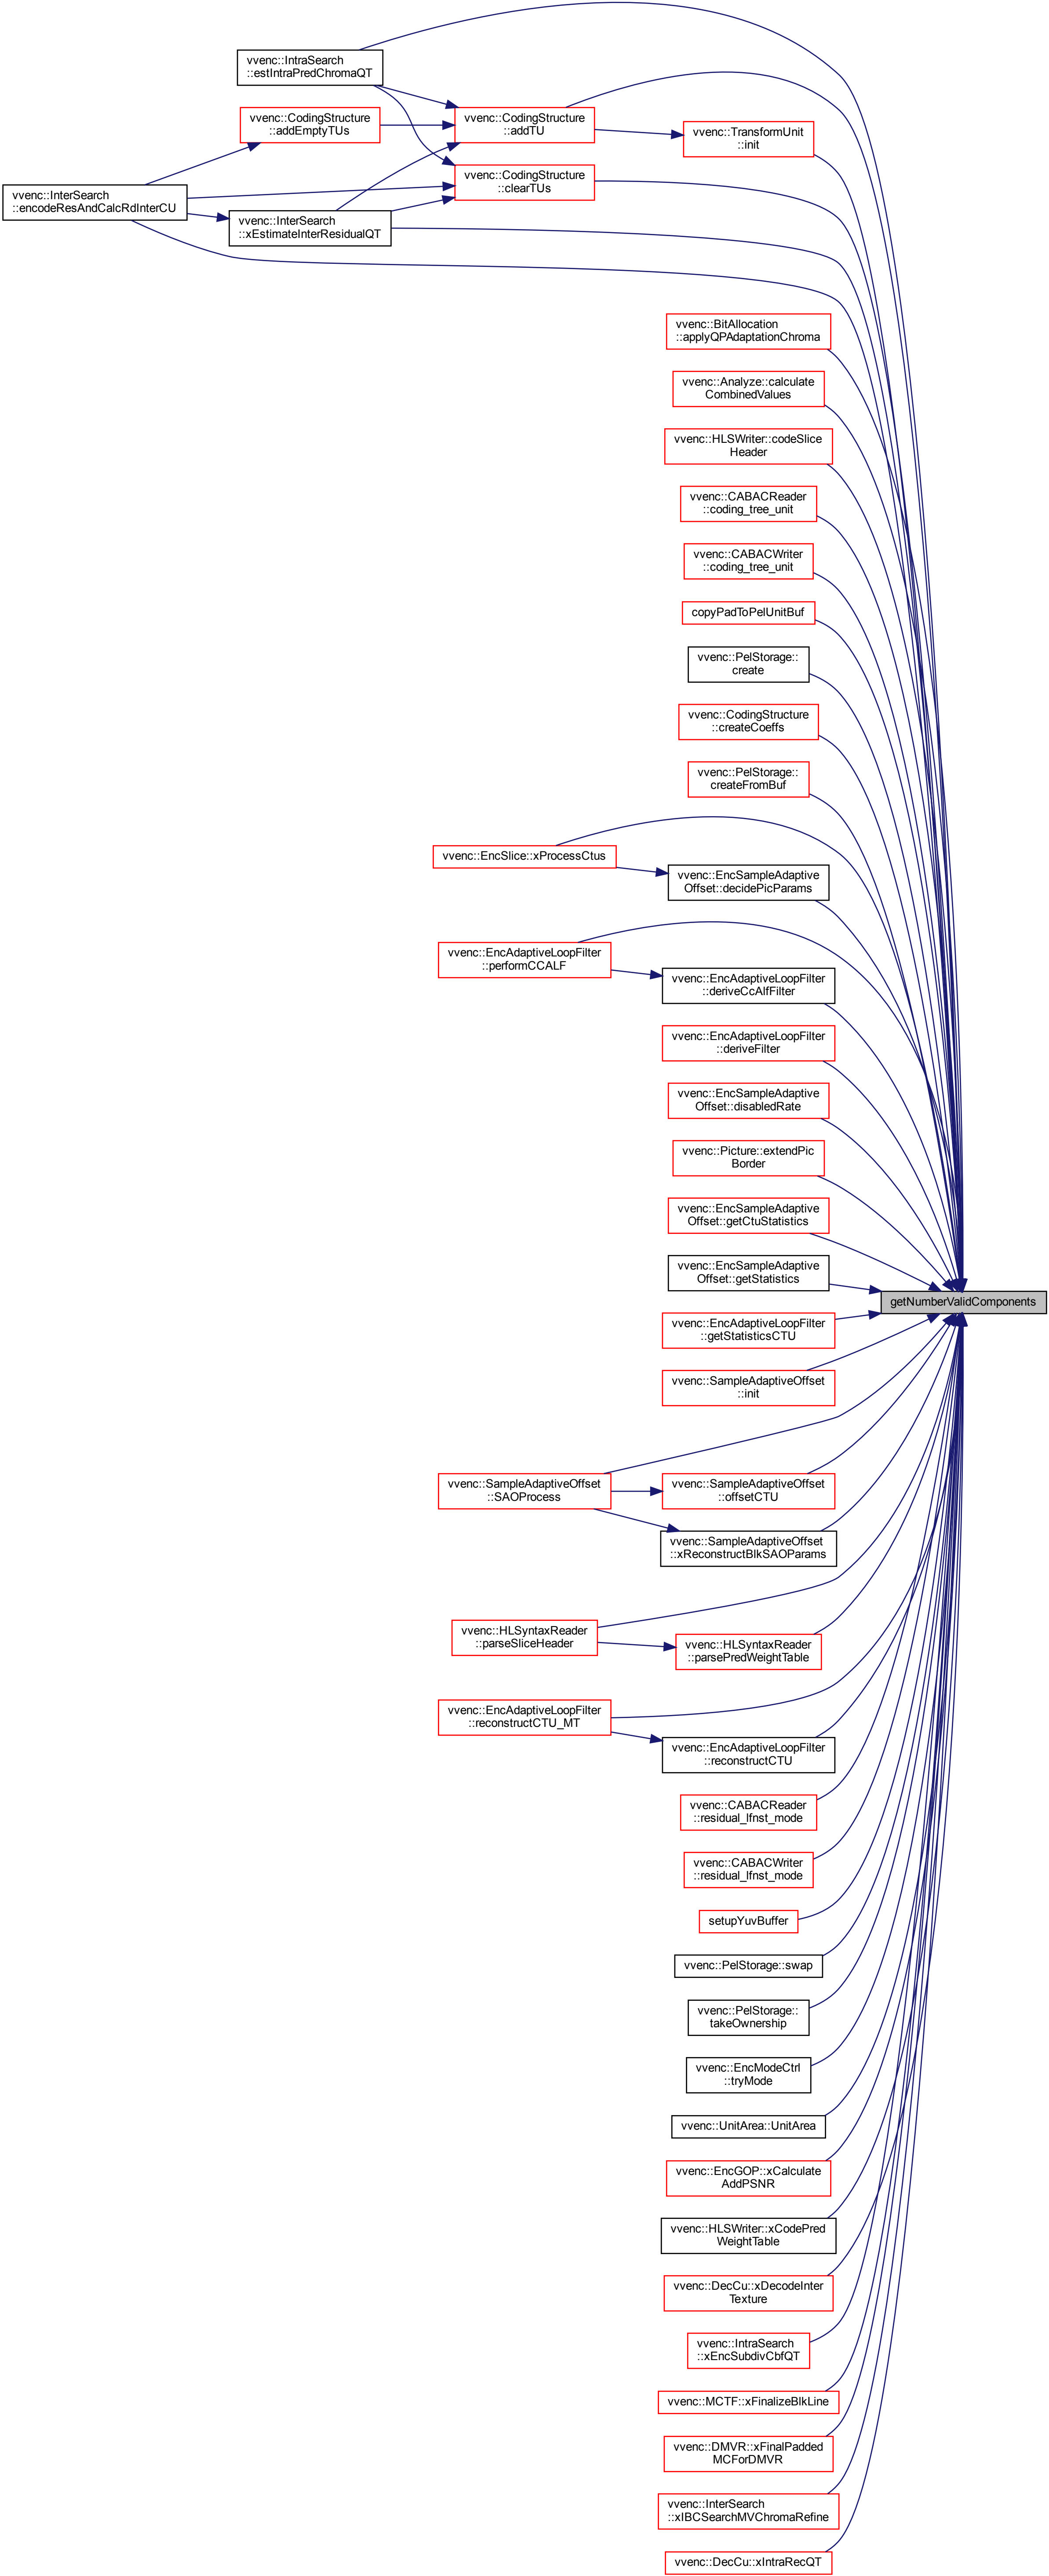 vvenc::IntraSearch
::estIntraPredChromaQT
vvenc::CodingStructure
::addEmptyTUs
vvenc::CodingStructure
::addTU
vvenc::TransformUnit
::init
vvenc::CodingStructure
::clearTUs
vvenc::InterSearch
::encodeResAndCalcRdInterCU
vvenc::InterSearch
::xEstimateInterResidualQT
vvenc::BitAllocation
::applyQPAdaptationChroma
vvenc::Analyze::calculate
CombinedValues
vvenc::HLSWriter::codeSlice
Header
vvenc::CABACReader
::coding_tree_unit
vvenc::CABACWriter
::coding_tree_unit
copyPadToPelUnitBuf
vvenc::PelStorage::
create
vvenc::CodingStructure
::createCoeffs
vvenc::PelStorage::
createFromBuf
vvenc::EncSlice::xProcessCtus
vvenc::EncSampleAdaptive
Offset::decidePicParams
vvenc::EncAdaptiveLoopFilter
::performCCALF
vvenc::EncAdaptiveLoopFilter
::deriveCcAlfFilter
vvenc::EncAdaptiveLoopFilter
::deriveFilter
vvenc::EncSampleAdaptive
Offset::disabledRate
vvenc::Picture::extendPic
Border
vvenc::EncSampleAdaptive
Offset::getCtuStatistics
vvenc::EncSampleAdaptive
Offset::getStatistics
getNumberValidComponents
vvenc::EncAdaptiveLoopFilter
::getStatisticsCTU
vvenc::SampleAdaptiveOffset
::init
vvenc::SampleAdaptiveOffset
::SAOProcess
vvenc::SampleAdaptiveOffset
::offsetCTU
vvenc::SampleAdaptiveOffset
::xReconstructBlkSAOParams
vvenc::HLSyntaxReader
::parseSliceHeader
vvenc::HLSyntaxReader
::parsePredWeightTable
vvenc::EncAdaptiveLoopFilter
::reconstructCTU_MT
vvenc::EncAdaptiveLoopFilter
::reconstructCTU
vvenc::CABACReader
::residual_lfnst_mode
vvenc::CABACWriter
::residual_lfnst_mode
setupYuvBuffer
vvenc::PelStorage::swap
vvenc::PelStorage::
takeOwnership
vvenc::EncModeCtrl
::tryMode
vvenc::UnitArea::UnitArea
vvenc::EncGOP::xCalculate
AddPSNR
vvenc::HLSWriter::xCodePred
WeightTable
vvenc::DecCu::xDecodeInter
Texture
vvenc::IntraSearch
::xEncSubdivCbfQT
vvenc::MCTF::xFinalizeBlkLine
vvenc::DMVR::xFinalPadded
MCForDMVR
vvenc::InterSearch
::xIBCSearchMVChromaRefine
vvenc::DecCu::xIntraRecQT